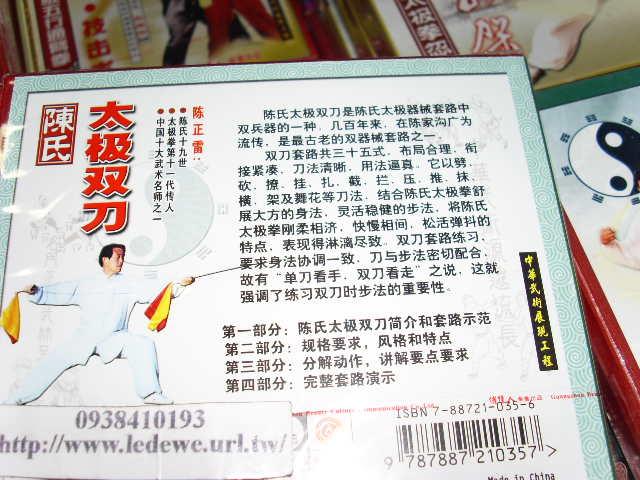 陳氏
太极双刀
陈正雷
陈氏十九世
太极拳第十一代传人
中国十大武术名师之一
陈氏太极双刀是陈氏太极器械套路中
双兵器的一种，几百年来，在陈家沟广为
流传，是最古老的双器械套路之一。
双刀套路共三十五式，布局合理，衔
接紧凑，刀法清晰，用法逼真，它以劈，
砍，撩，挂，扎，截，拦，压，推，抹，
横，架及舞花等刀法，结合陈氏太极拳舒
展大方的身法，灵活稳健的步法，将陈氏
太极拳刚柔相济，快慢相间，松活弹抖的
特点，表现得淋漓尽致。双刀套路练习，
要求身法协调一致，刀与步法密切配合，
故有“单刀看手，双刀看走”之说，这就
强调了练习双刀时步法的重要性。
中華武術展現工程
第一部分：陈氏太极双刀简介和套路示范
第二部分：规格要求，风格和特点
第三部分：分解动作，讲解要点要求
第四部分：完整套路演示
0938410193
http://www.ledewe.url.tw/
ISBN 7-88721-035-6
9 787887 210357
Made in China